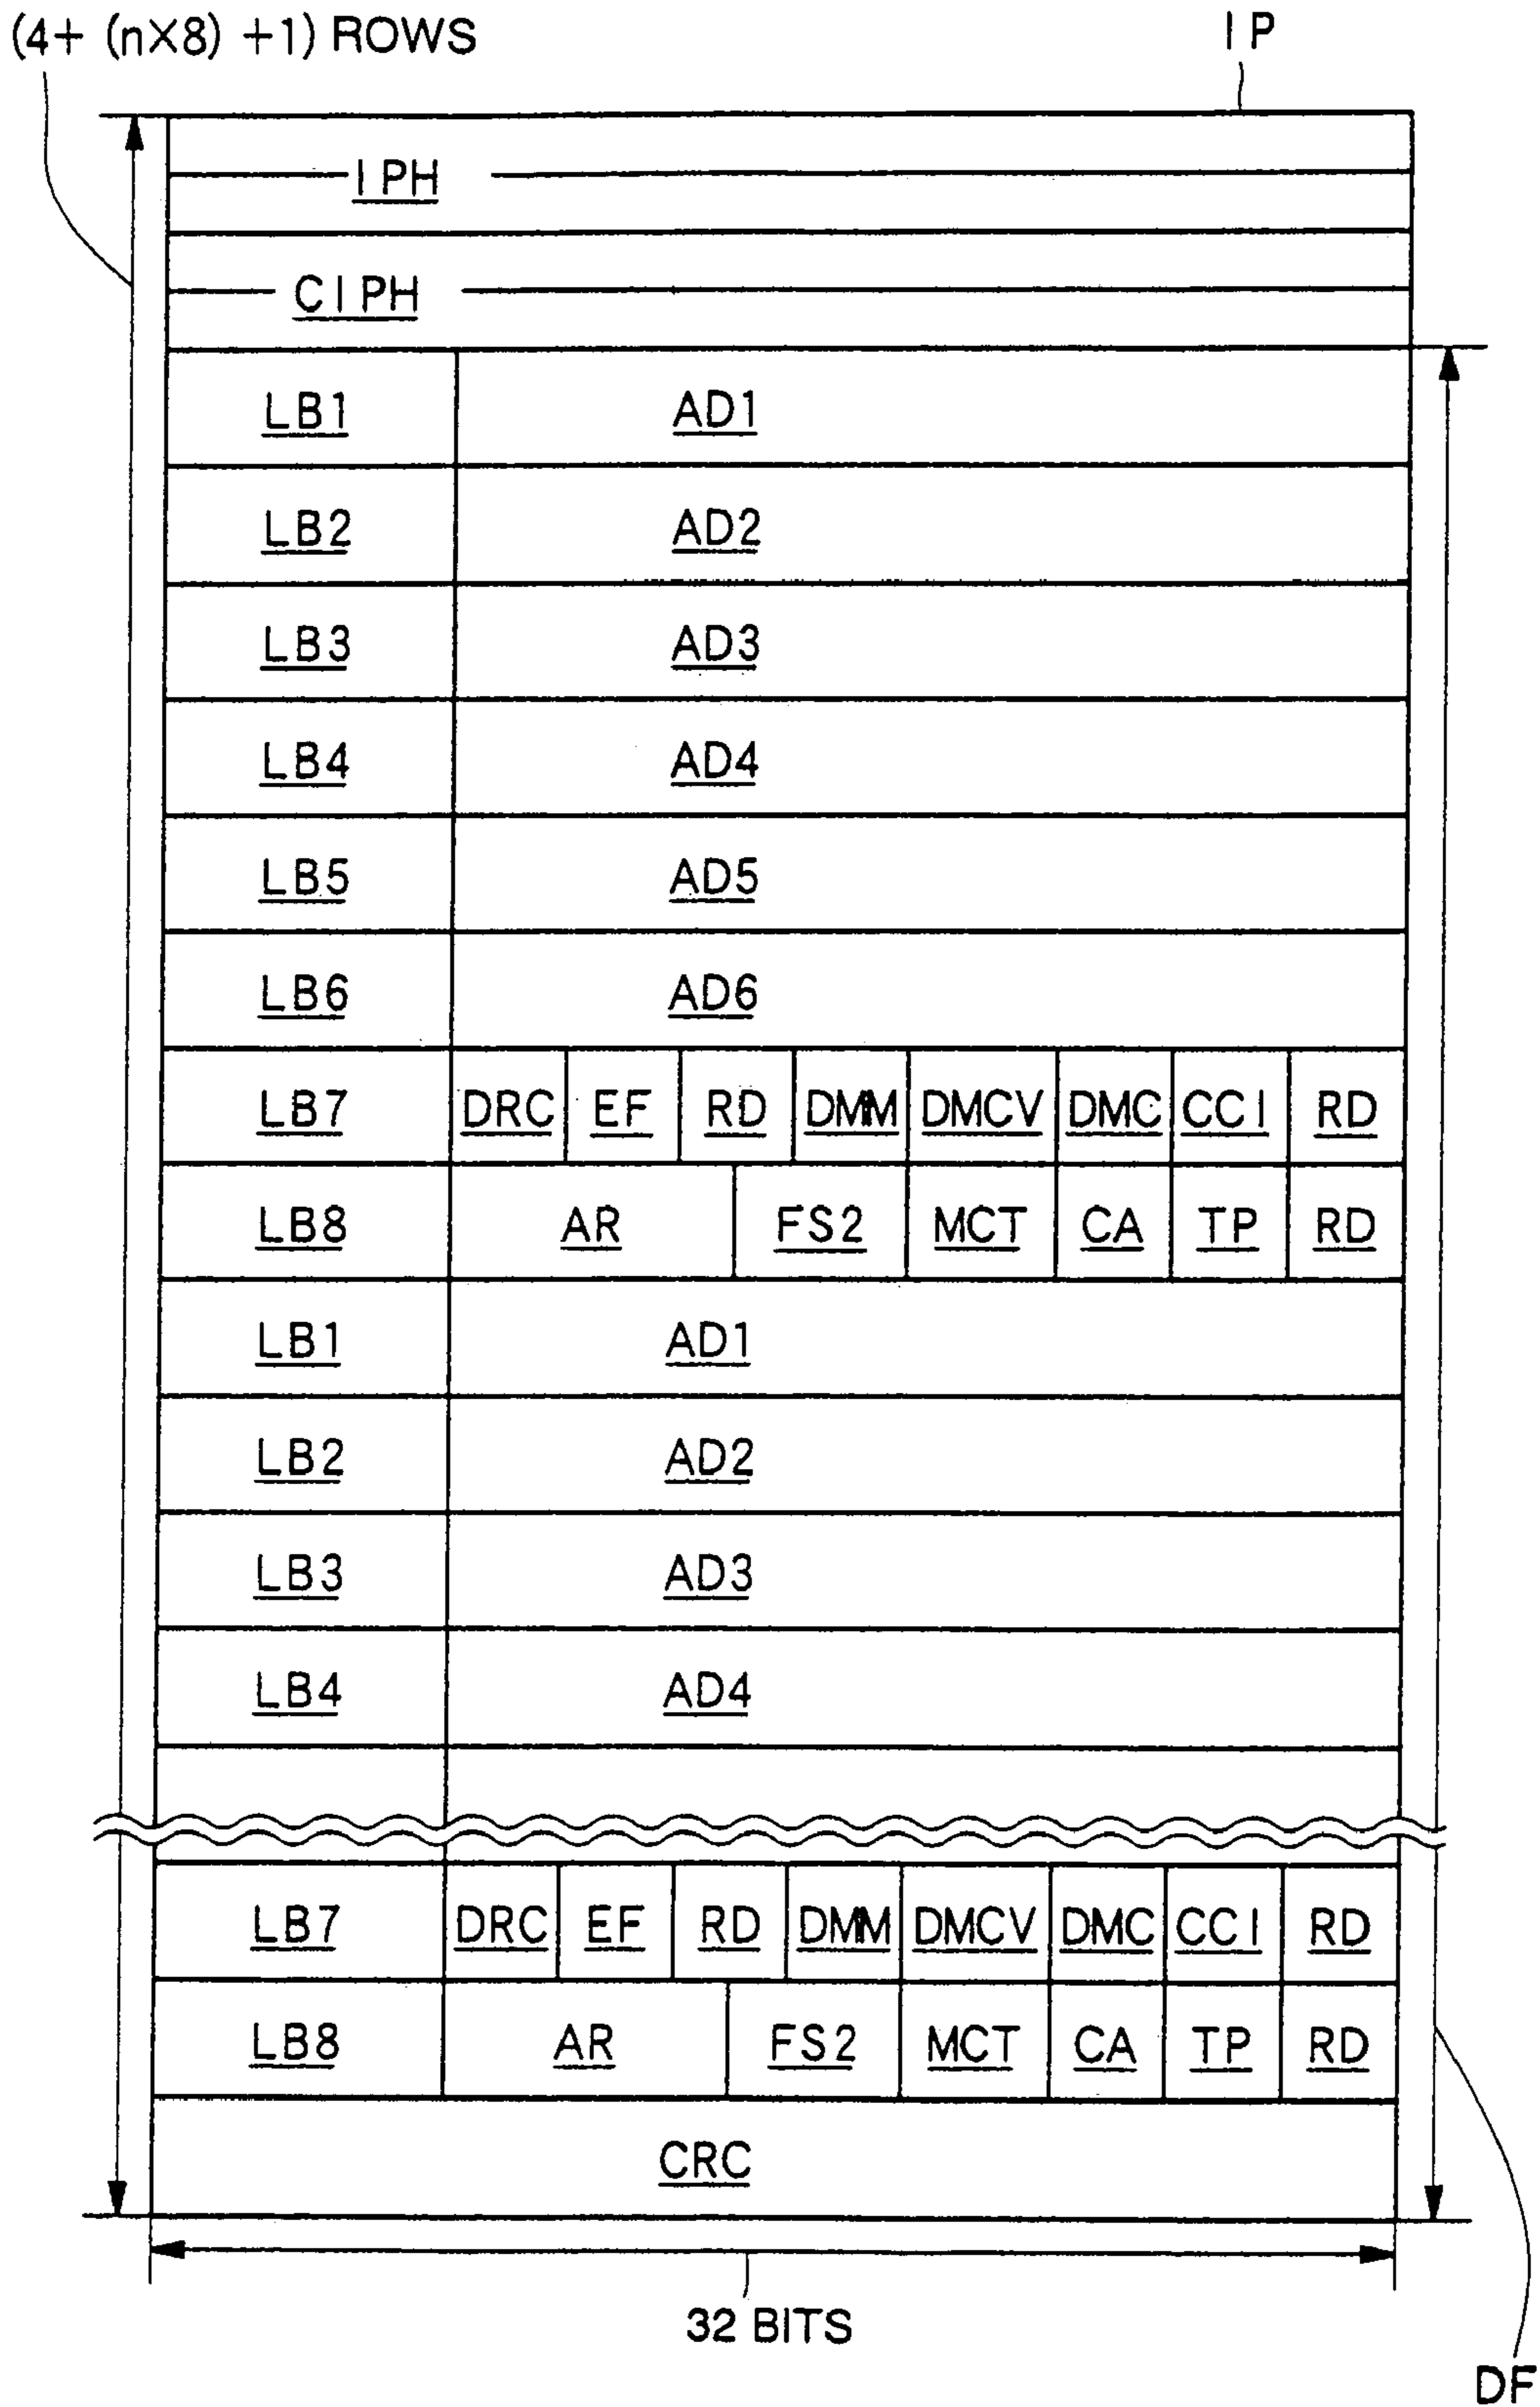 (4+ (n×8) +1) ROWS
IP
IPH
CIPH
LB1 AD1
LB2 AD2
LB3 AD3
LB4 AD4
LB5 AD5
LB6 AD6
LB7 DRC EF RD DMM DMCV DMC CCI RD
LB8 AR FS2 MCT CA TP RD
LB1 AD1
LB2 AD2
LB3 AD3
LB4 AD4
LB7 DRC EF RD DMM DMCV DMC CCI RD
LB8 AR FS2 MCT CA TP RD
CRC
32 BITS
DF